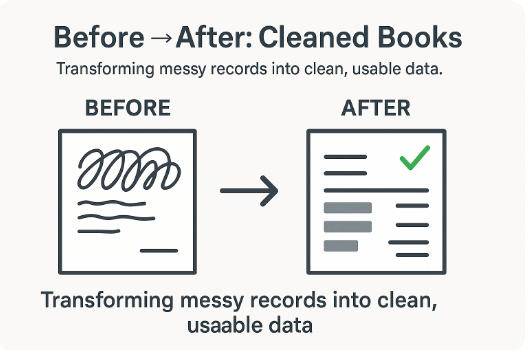 Before → After: Cleaned Books
Transforming messy records into clean, usable data.
BEFORE
AFTER
Transforming messy records into clean,
usaable data